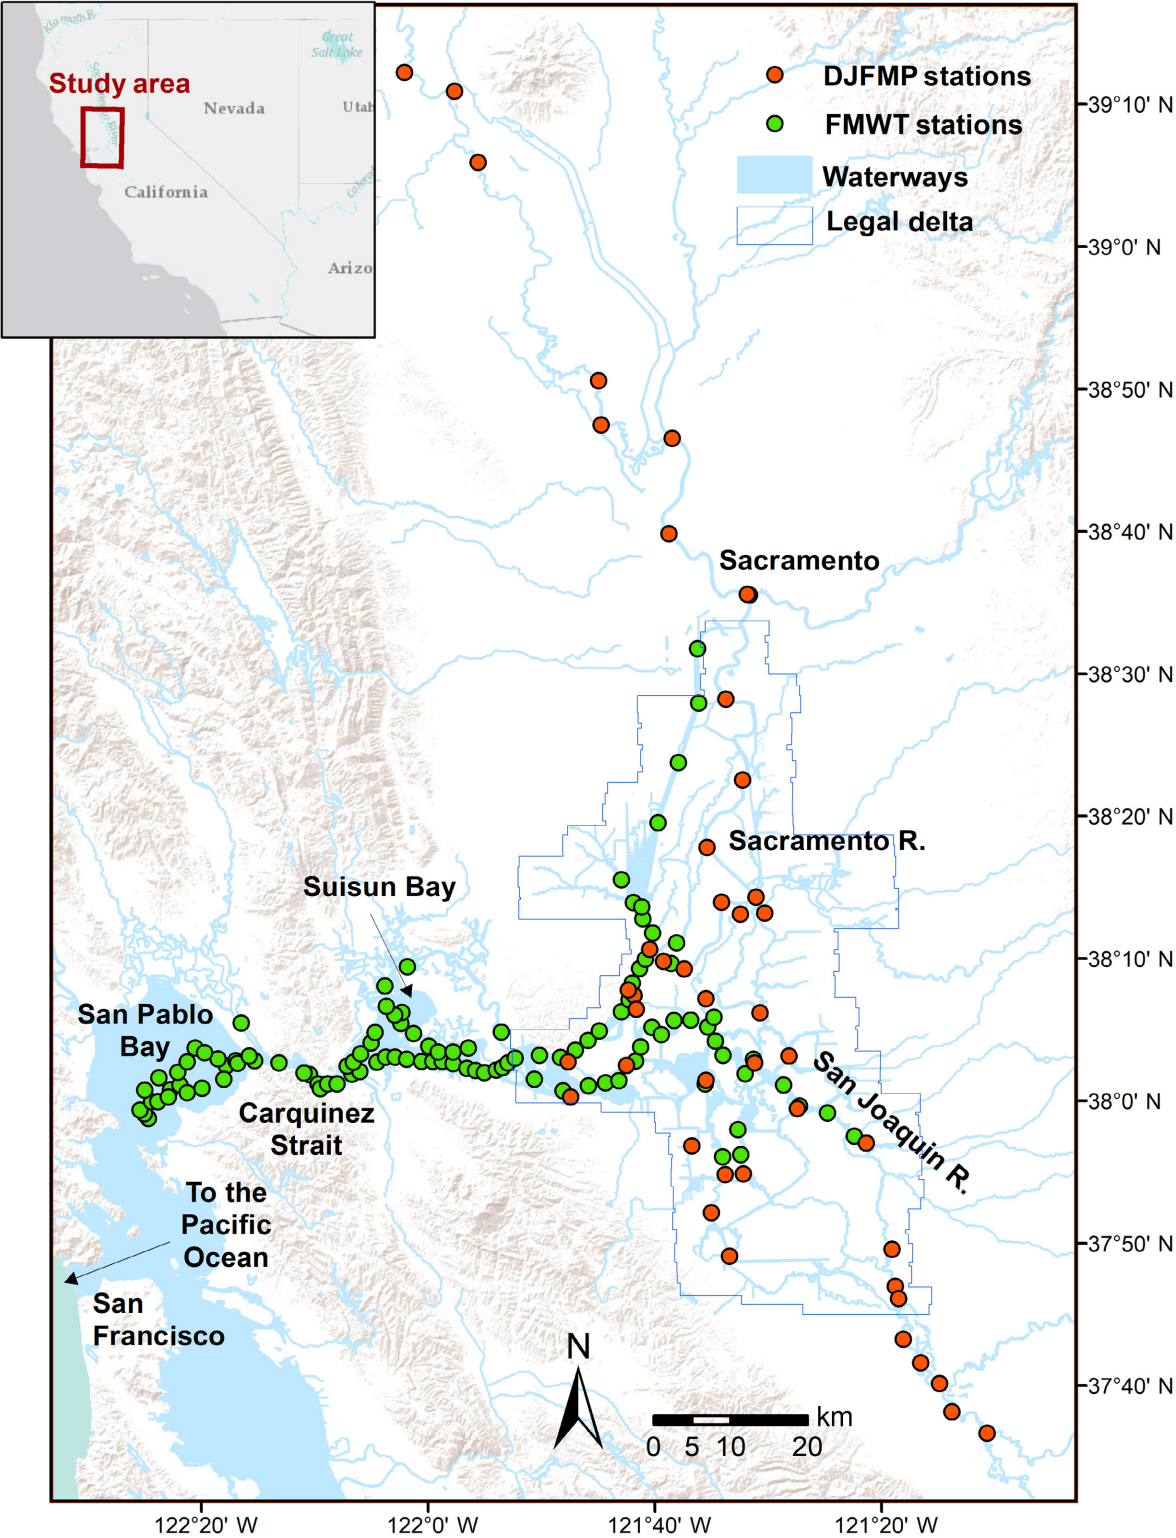 Klamath R.
Great
Salt Lake
Study area
Nevada
Utah
California
Arizo
DJFMP stations
FMWT stations
Waterways
Legal delta
39°10' N
39°0' N
38°50' N
38°40' N
38°30' N
38°20' N
38°10' N
38°0' N
37°50' N
37°40' N
Sacramento
Sacramento R.
Suisun Bay
San Pablo
Bay
Carquinez
Strait
San Joaquin R.
To the
Pacific
Ocean
San
Francisco
N
km
0 5 10 20
122°20' W
122°0' W
121°40' W
121°20' W